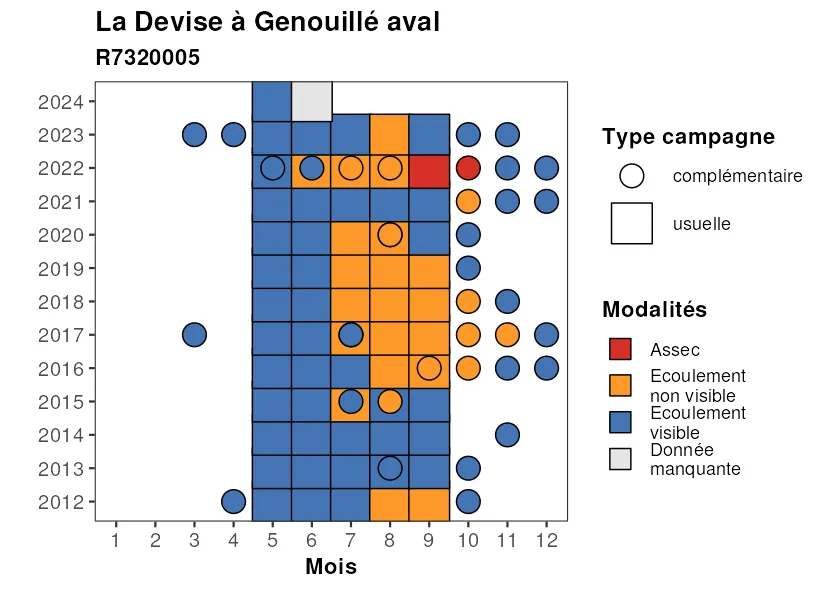 La Devise à Genouillé aval
R7320005
2024
2023
2022
2021
2020
2019
2018
2017
2016
2015
2014
2013
2012
1 2 3 4 5 6 7 8 9 10 11 12
Mois
Type campagne
complémentaire
usuelle
Modalités
Assec
Ecoulement
non visible
Ecoulement
visible
Donnée
manquante